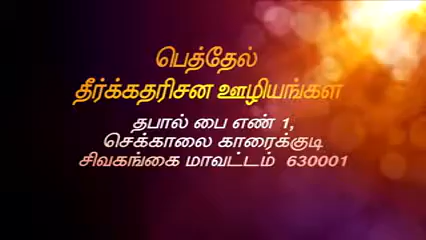 பெத்தேல்
தீர்க்கதரிசன ஊழியங்கள
தபால் பை எண் 1,
செக்காலை காரைக்குடி
சிவகங்கை மாவட்டம் 630001